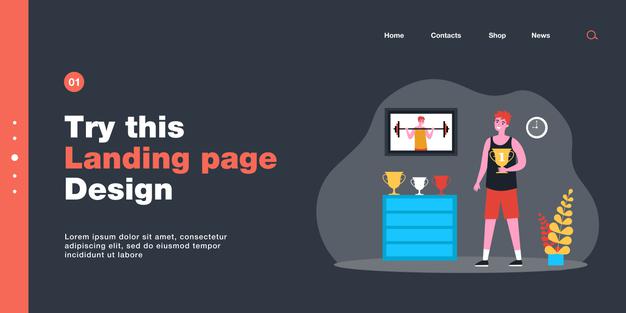 Home Contacts Shop News
01
Try this
Landing page
Design
Lorem ipsum dolor sit amet, consectetur
adipiscing elit, sed do eiusmod tempor
incididunt ut labore
1